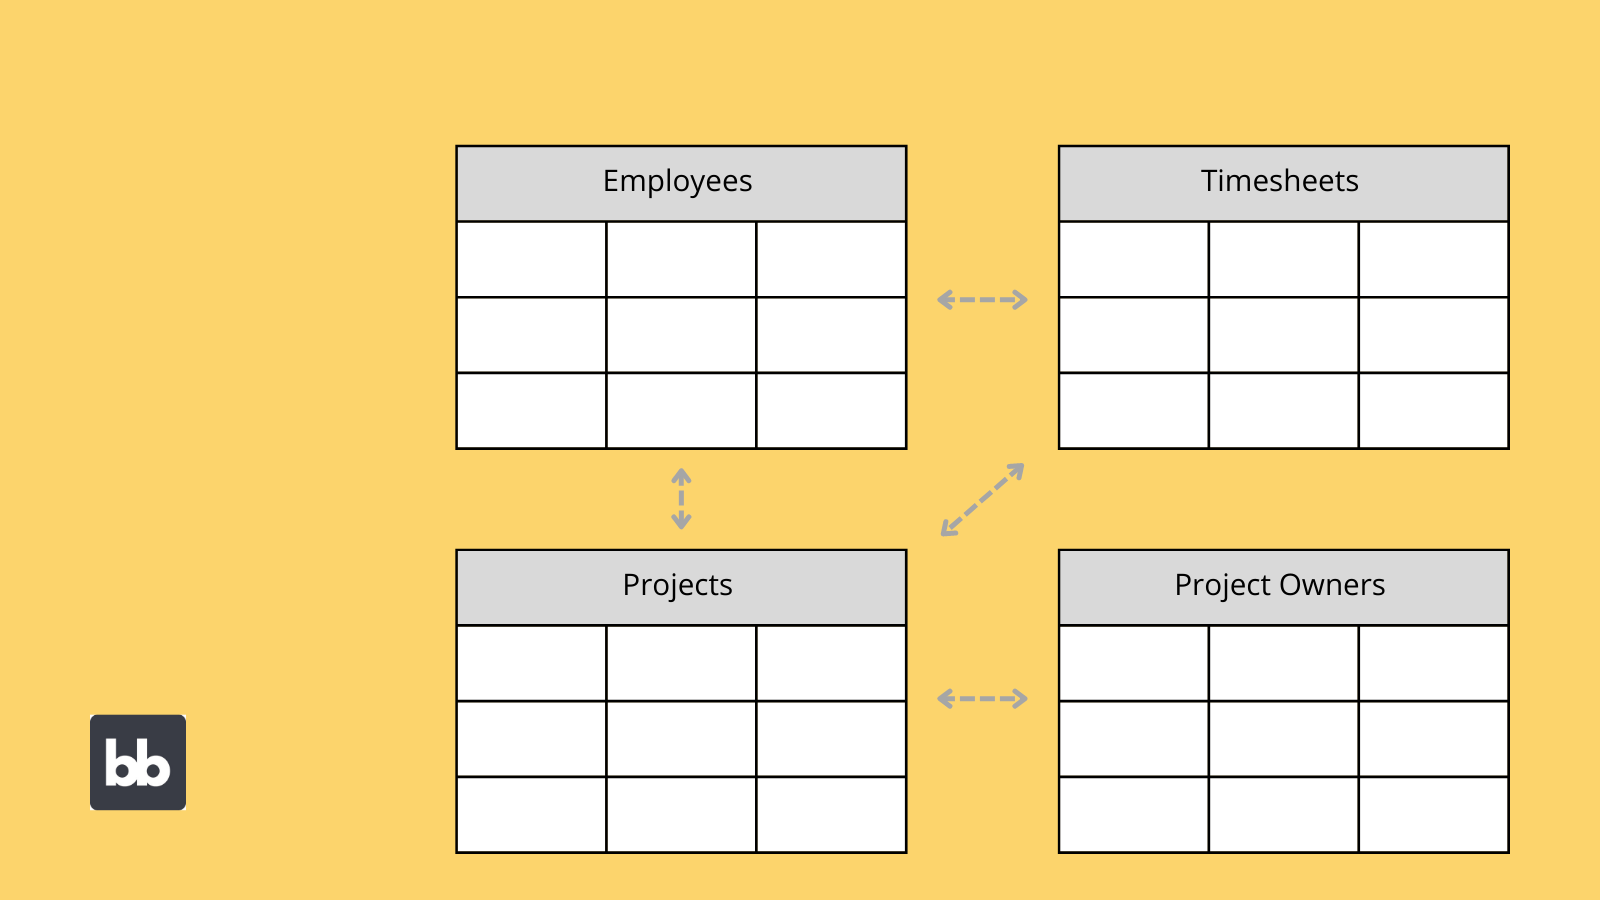 Employees
Timesheets
Projects
Project Owners
bb